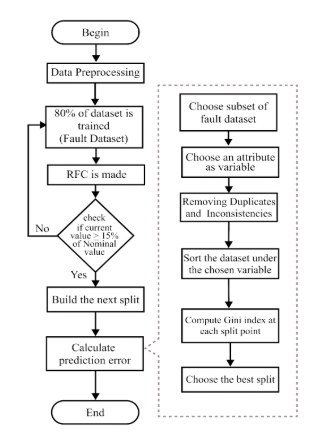 Begin
Data Preprocessing
80% of dataset is
trained
(Fault Dataset)
RFC is made
check
if current
value > 15%
of Nominal
value
No
Yes
Build the next split
Calculate
prediction error
End
Choose subset of
fault dataset
Choose an attribute
as variable
Removing Duplicates
and Inconsistencies
Sort the dataset under
the chosen variable
Compute Gini index at
each split point
Choose the best split